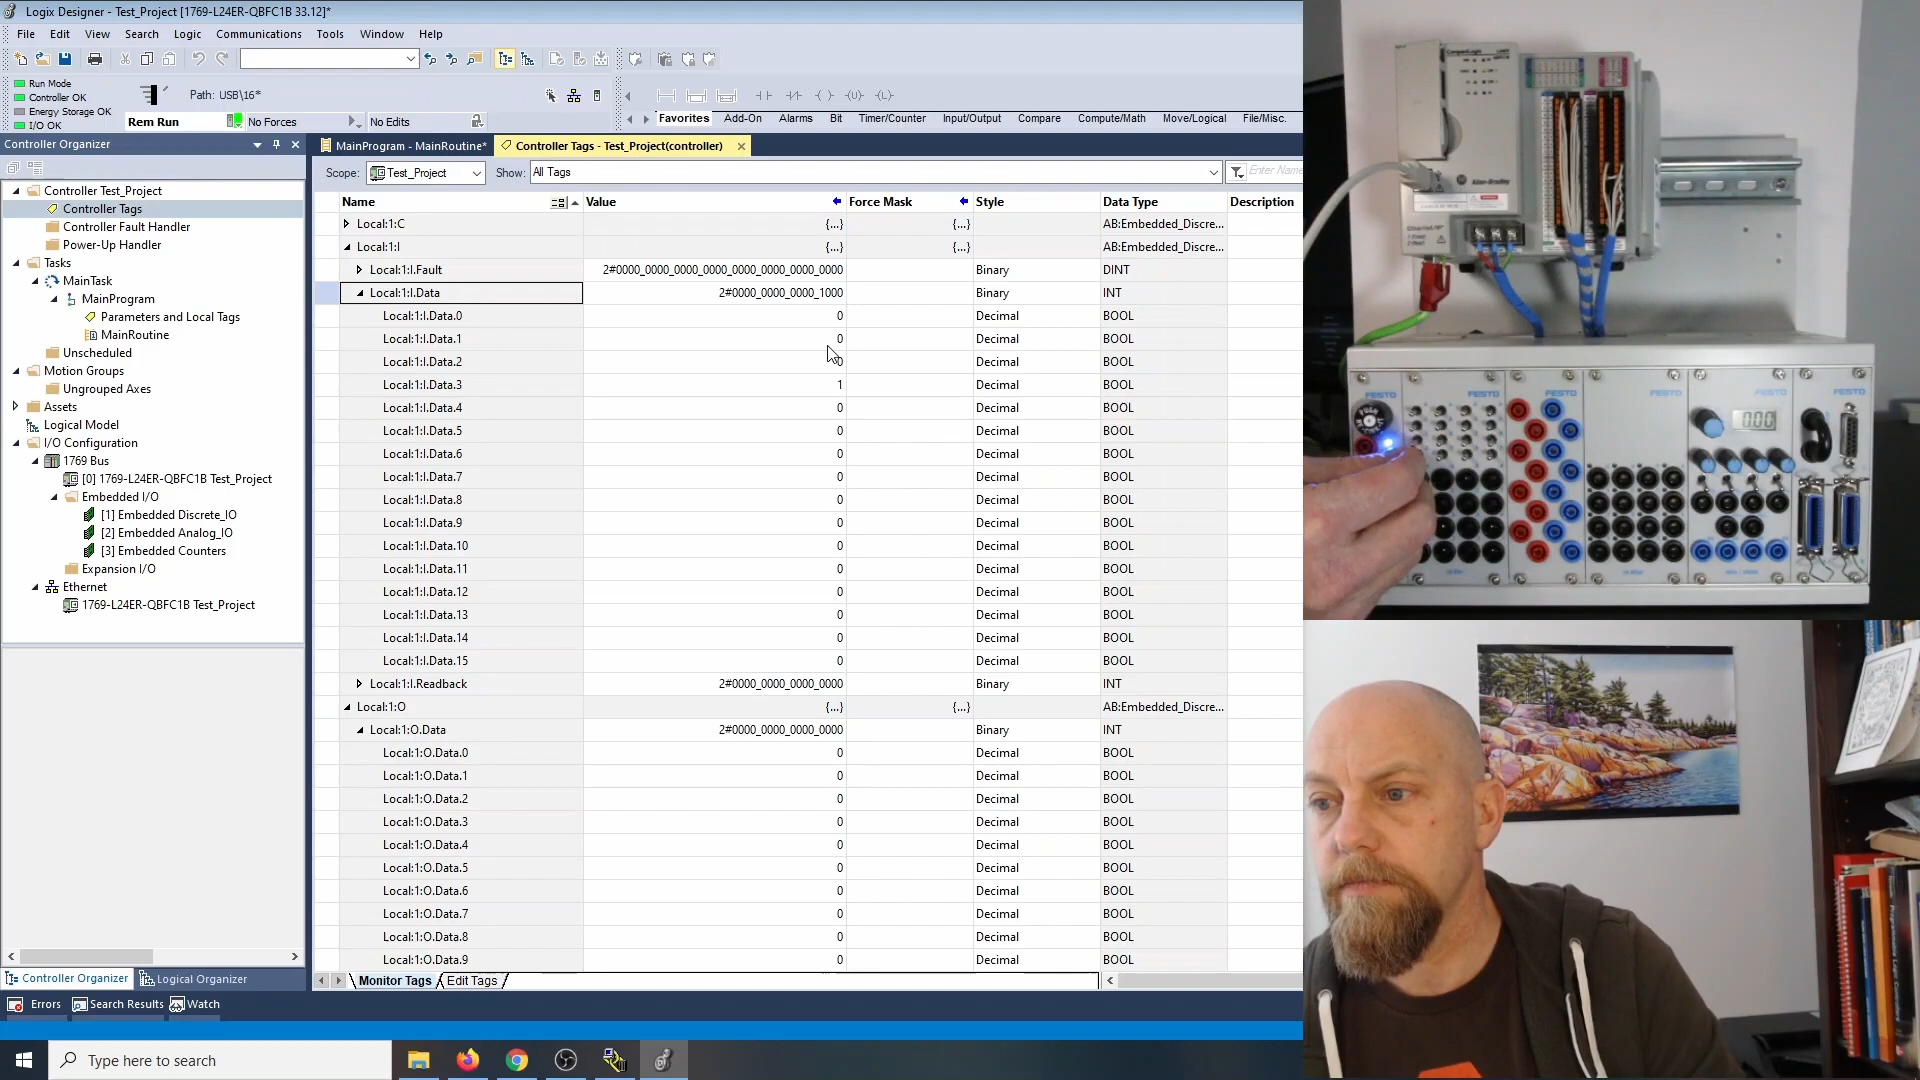 Logix Designer - Test_Project [1769-L24ER-QBFC1B 33.12]*
File Edit View Search Logic Communications Tools Window Help
Run Mode
Controller OK
Energy Storage OK
I/O OK
Path: USB\16*
Rem Run
No Forces
No Edits
Favorites Add-On Alarms Bit Timer/Counter Input/Output Compare Compute/Math Move/Logical File/Misc.
Controller Organizer
Controller Test_Project
Controller Tags
Controller Fault Handler
Power-Up Handler
Tasks
MainTask
MainProgram
Parameters and Local Tags
MainRoutine
Unscheduled
Motion Groups
Ungrouped Axes
Assets
Logical Model
I/O Configuration
1769 Bus
[0] 1769-L24ER-QBFC1B Test_Project
Embedded I/O
[1] Embedded Discrete_IO
[2] Embedded Analog_IO
[3] Embedded Counters
Expansion I/O
Ethernet
1769-L24ER-QBFC1B Test_Project
Controller Organizer Logical Organizer
MainProgram - MainRoutine* Controller Tags - Test_Project(controller)
Scope: Test_Project Show: All Tags Enter Name
Name Value Force Mask Style Data Type Description
Local:1:C {...} {...} AB:Embedded_Discre...
Local:1:I {...} {...} AB:Embedded_Discre...
Local:1:I.Fault 2#0000_0000_0000_0000_0000_0000_0000_0000 Binary DINT
Local:1:I.Data 2#0000_0000_0000_1000 Binary INT
Local:1:I.Data.0 0 Decimal BOOL
Local:1:I.Data.1 0 Decimal BOOL
Local:1:I.Data.2 0 Decimal BOOL
Local:1:I.Data.3 1 Decimal BOOL
Local:1:I.Data.4 0 Decimal BOOL
Local:1:I.Data.5 0 Decimal BOOL
Local:1:I.Data.6 0 Decimal BOOL
Local:1:I.Data.7 0 Decimal BOOL
Local:1:I.Data.8 0 Decimal BOOL
Local:1:I.Data.9 0 Decimal BOOL
Local:1:I.Data.10 0 Decimal BOOL
Local:1:I.Data.11 0 Decimal BOOL
Local:1:I.Data.12 0 Decimal BOOL
Local:1:I.Data.13 0 Decimal BOOL
Local:1:I.Data.14 0 Decimal BOOL
Local:1:I.Data.15 0 Decimal BOOL
Local:1:I.Readback 2#0000_0000_0000_0000 Binary INT
Local:1:O {...} {...} AB:Embedded_Discre...
Local:1:O.Data 2#0000_0000_0000_0000 Binary INT
Local:1:O.Data.0 0 Decimal BOOL
Local:1:O.Data.1 0 Decimal BOOL
Local:1:O.Data.2 0 Decimal BOOL
Local:1:O.Data.3 0 Decimal BOOL
Local:1:O.Data.4 0 Decimal BOOL
Local:1:O.Data.5 0 Decimal BOOL
Local:1:O.Data.6 0 Decimal BOOL
Local:1:O.Data.7 0 Decimal BOOL
Local:1:O.Data.8 0 Decimal BOOL
Local:1:O.Data.9 0 Decimal BOOL
Monitor Tags Edit Tags
Errors Search Results Watch
Type here to search
CompactLogix
Allen-Bradley
FESTO FESTO FESTO FESTO FESTO
PUSH
0.00